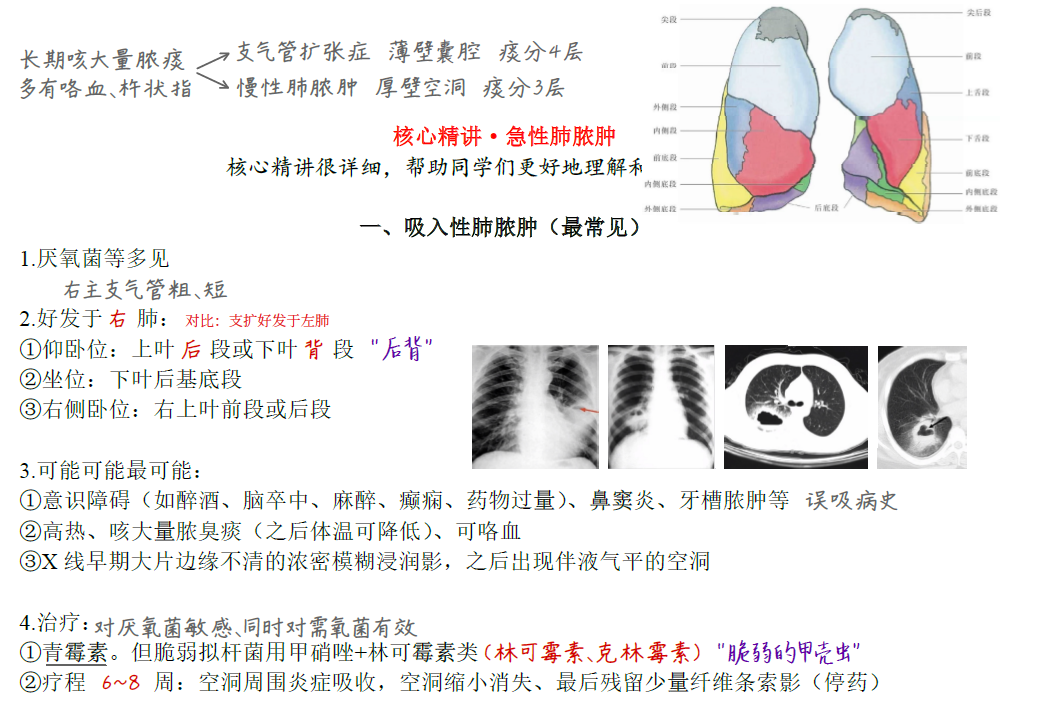 长期咳大量脓痰
多有咯血、杵状指
支气管扩张症 薄壁囊腔 痰分4层
慢性肺脓肿 厚壁空洞 痰分3层
核心精讲·急性肺脓肿
核心精讲很详细，帮助同学们更好地理解
尖段
前段
外侧段
内侧段
前底段
内侧底段
外侧底段
后底段
尖后段
前段
上舌段
下舌段
前底段
内侧底段
外侧底段
一、吸入性肺脓肿（最常见）
1.厌氧菌等多见
右主支气管粗、短
2.好发于 右 肺： 对比：支扩好发于左肺
①仰卧位：上叶 后 段或下叶 背 段 "后背"
②坐位：下叶后基底段
③右侧卧位：右上叶前段或后段
3.可能可能最可能：
①意识障碍（如醉酒、脑卒中、麻醉、癫痫、药物过量）、鼻窦炎、牙槽脓肿等 误吸病史
②高热、咳大量脓臭痰（之后体温可降低）、可咯血
③X 线早期大片边缘不清的浓密模糊浸润影，之后出现伴液气平的空洞
4.治疗：对厌氧菌敏感、同时对需氧菌有效
①青霉素。但脆弱拟杆菌用甲硝唑+林可霉素类（林可霉素、克林霉素）"脆弱的甲壳虫"
②疗程 6~8 周：空洞周围炎症吸收，空洞缩小消失、最后残留少量纤维条索影（停药）